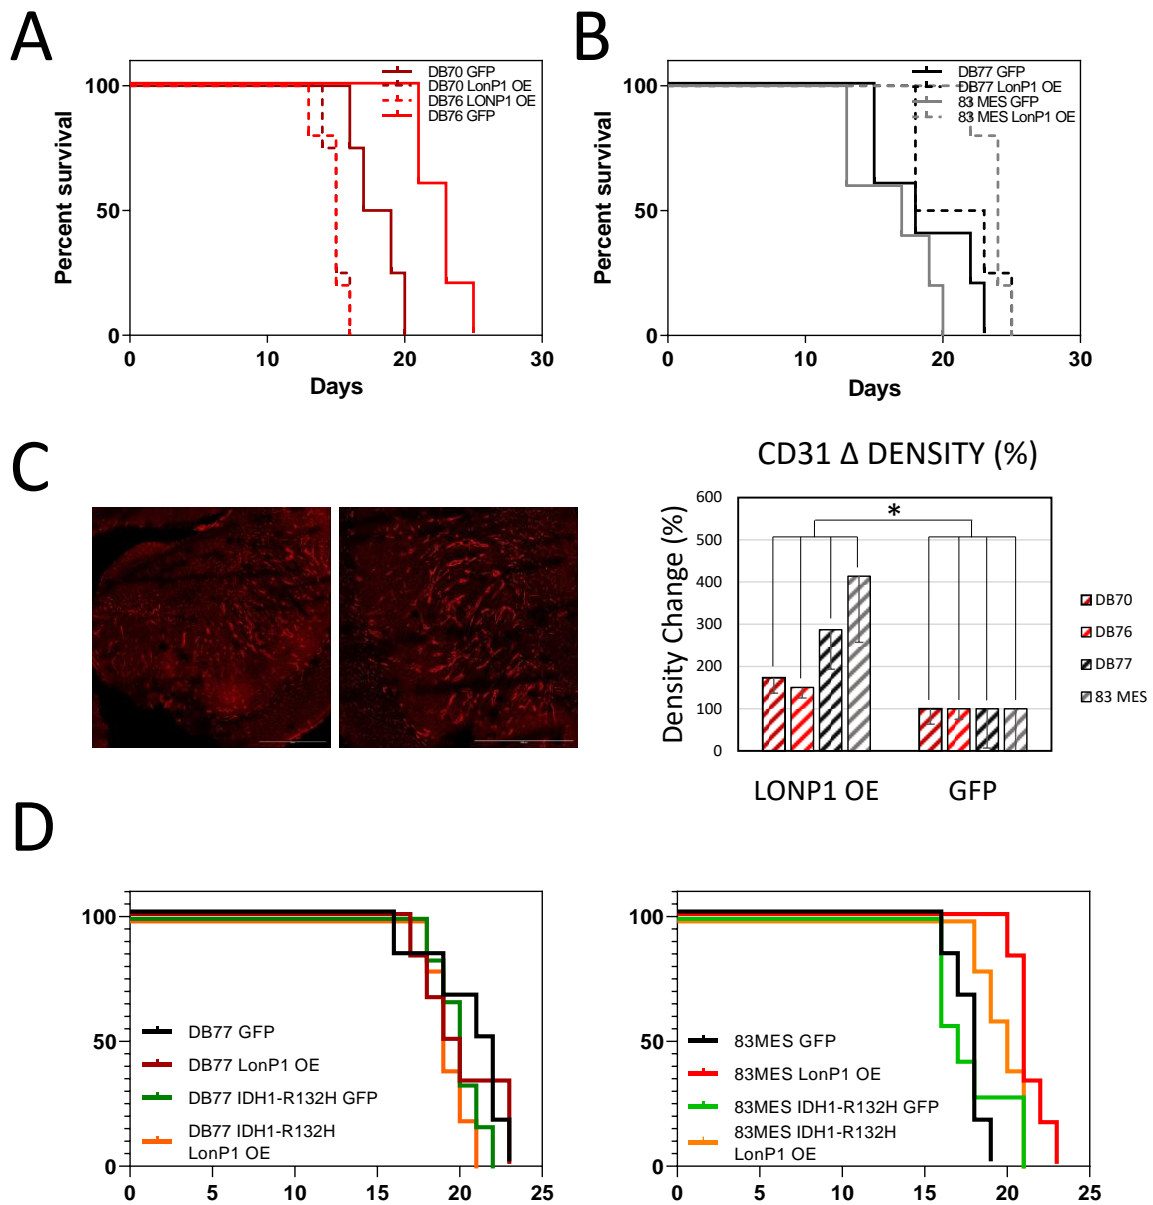 A
B
Percent survival
100
50
0
0
10
20
30
Days
DB70 GFP
DB70 LonP1 OE
DB76 LONP1 OE
DB76 GFP
Percent survival
100
50
0
0
10
20
30
Days
DB77 GFP
DB77 LonP1 OE
83 MES GFP
83 MES LonP1 OE
C
CD31 Δ DENSITY (%)
Density Change (%)
600
500
400
300
200
100
0
*
LONP1 OE
GFP
DB70
DB76
DB77
83 MES
D
100
50
0
0
5
10
15
20
25
DB77 GFP
DB77 LonP1 OE
DB77 IDH1-R132H GFP
DB77 IDH1-R132H
LonP1 OE
100
50
0
0
5
10
15
20
25
83MES GFP
83MES LonP1 OE
83MES IDH1-R132H GFP
83MES IDH1-R132H
LonP1 OE